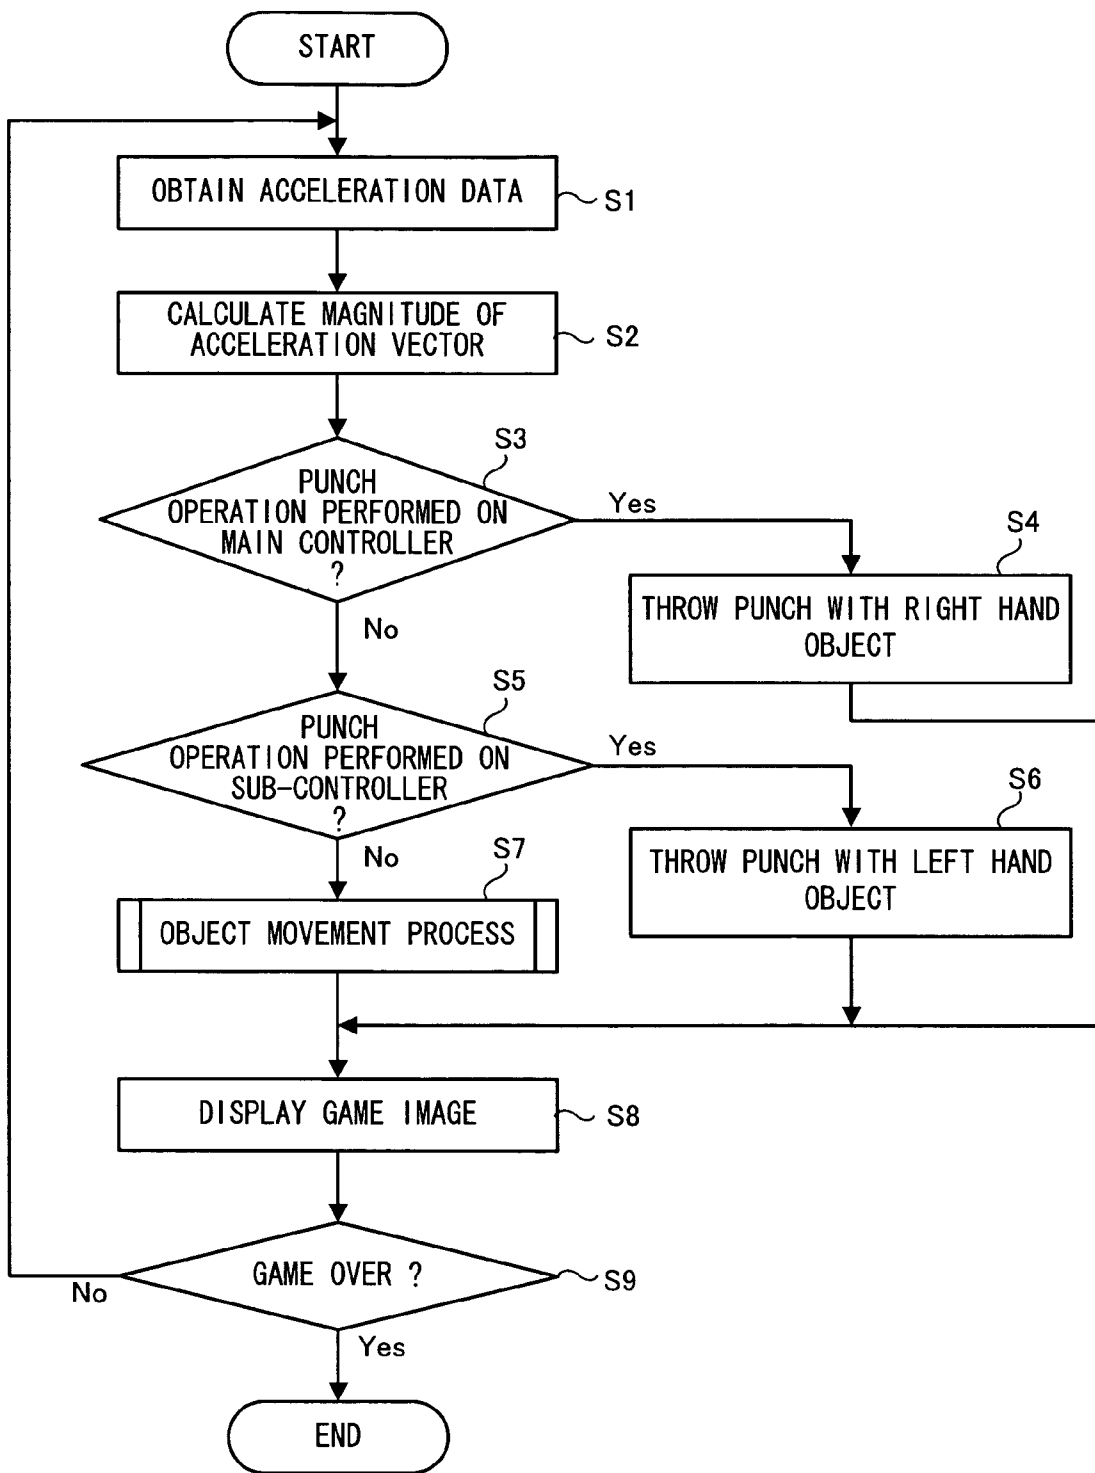 START
OBTAIN ACCELERATION DATA
S1
CALCULATE MAGNITUDE OF
ACCELERATION VECTOR
S2
S3
PUNCH
OPERATION PERFORMED ON
MAIN CONTROLLER
?
Yes
No
S4
THROW PUNCH WITH RIGHT HAND
OBJECT
S5
PUNCH
OPERATION PERFORMED ON
SUB-CONTROLLER
?
Yes
No
S6
THROW PUNCH WITH LEFT HAND
OBJECT
S7
OBJECT MOVEMENT PROCESS
DISPLAY GAME IMAGE
S8
GAME OVER ?
S9
No
Yes
END